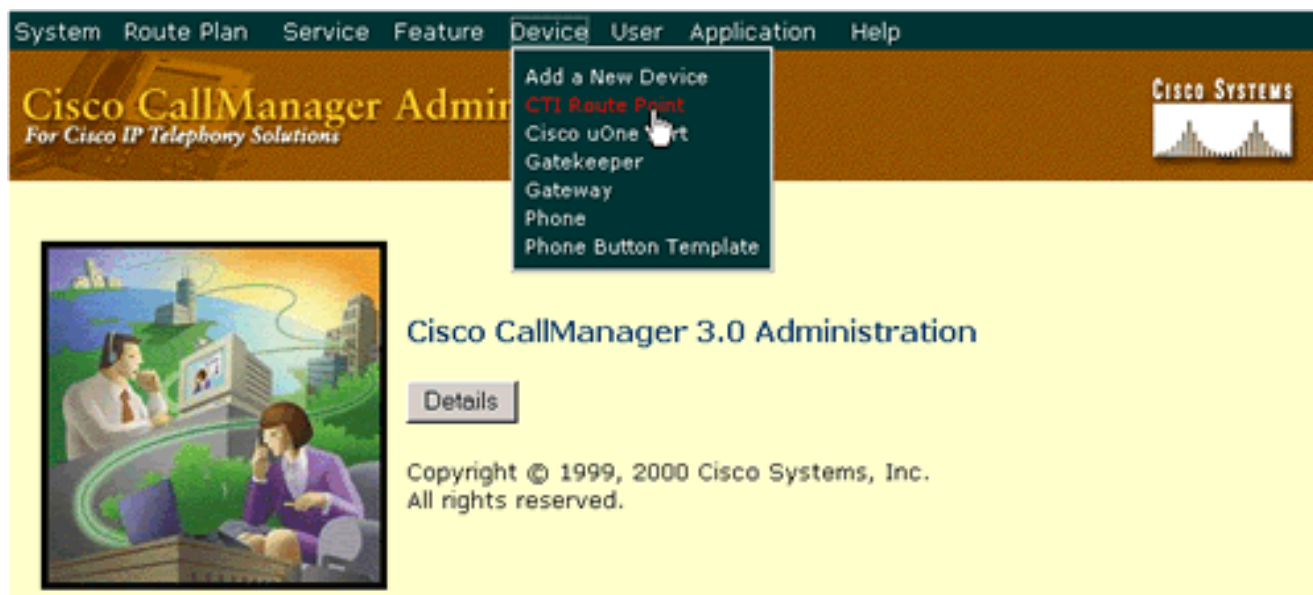 System Route Plan Service Feature Device User Application Help
Cisco CallManager Admin
For Cisco IP Telephony Solutions
Add a New Device
CTI Route Point
Cisco uOne
Gatekeeper
Gateway
Phone
Phone Button Template
CISCO SYSTEMS
Cisco CallManager 3.0 Administration
Details
Copyright © 1999, 2000 Cisco Systems, Inc.
All rights reserved.